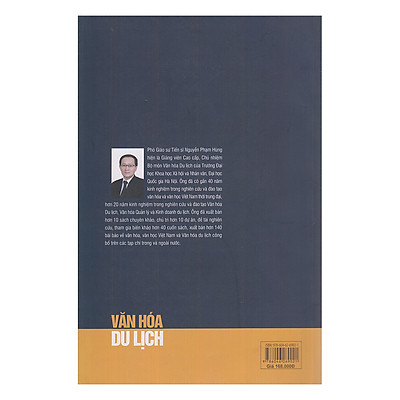 Phó Giáo sư Tiến sĩ Nguyễn Phạm Hùng
hiện là Giảng viên Cao cấp, Chủ nhiệm
Bộ môn Văn hóa Du lịch của Trường Đại
học Khoa học Xã hội và Nhân văn, Đại học
Quốc gia Hà Nội. Ông đã có gần 40 năm
kinh nghiệm trong nghiên cứu và đào tạo
văn hóa và văn học Việt Nam thời trung đại,
hơn 20 năm kinh nghiệm trong nghiên cứu và đào tạo Văn hóa
Du lịch, Văn hóa Quản lý và Kinh doanh du lịch. Ông đã xuất bản
hơn 10 sách chuyên khảo, chủ trì hơn 10 dự án, đề tài nghiên
cứu, tham gia biên khảo hơn 40 cuốn sách, xuất bản hơn 140
bài báo về văn hóa, văn học Việt Nam và Văn hóa du lịch công
bố trên các tạp chí trong và ngoài nước.
VĂN HÓA
DU LỊCH
Giá 168.000Đ